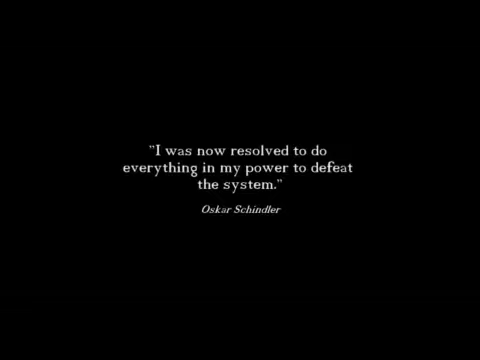 "I was now resolved to do
everything in my power to defeat
the system."
Oskar Schindler